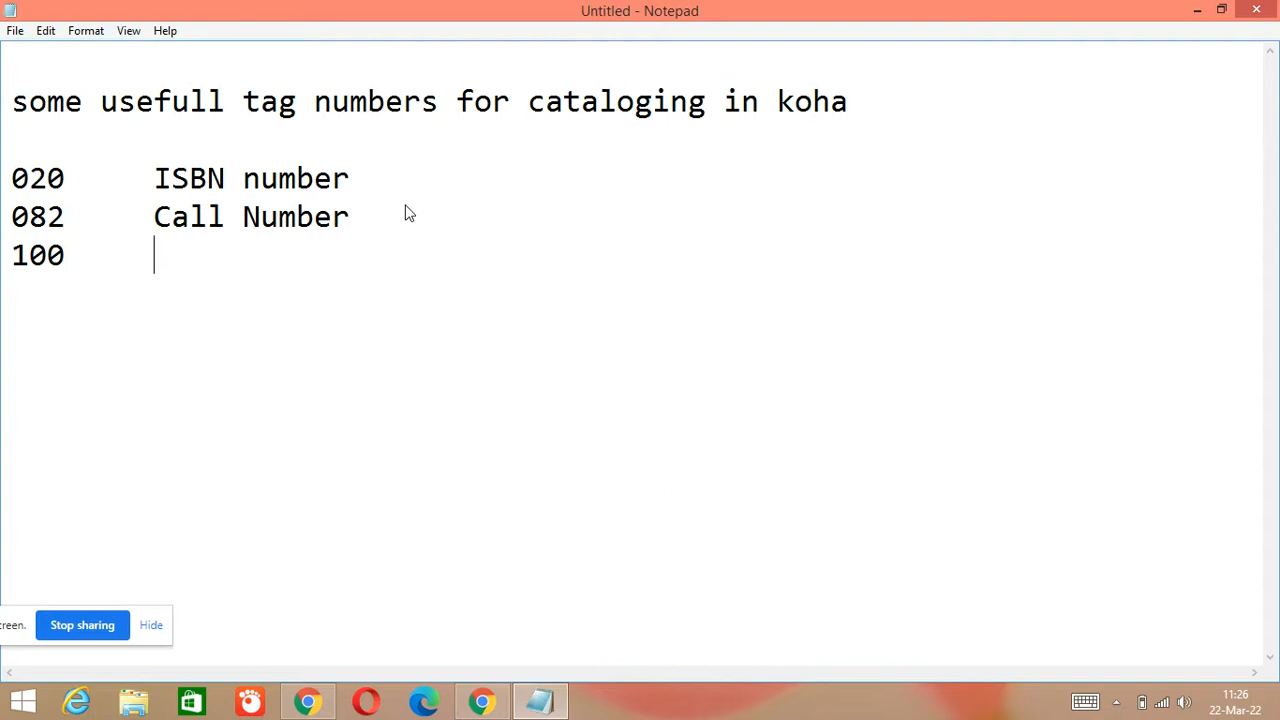 Untitled - Notepad
File Edit Format View Help
some usefull tag numbers for cataloging in koha
020 ISBN number
082 Call Number
100
creen. Stop sharing Hide
11:26
22-Mar-22